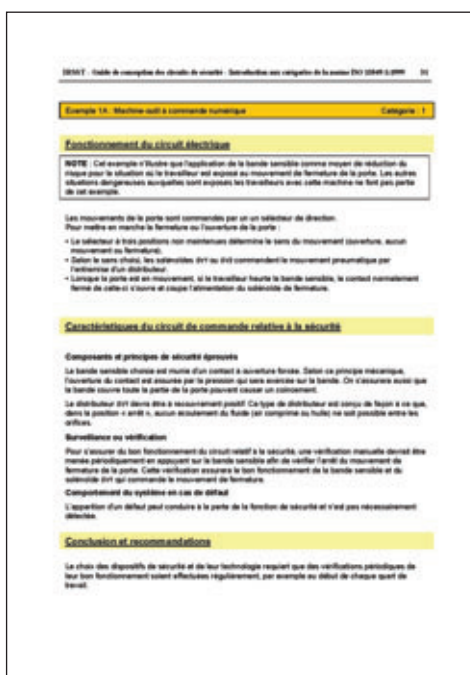 IRSST - Guide de conception des circuits de sécurité - Introduction aux catégories de la norme ISO 13849-1:1999 31
Exemple 1A : Machine-outil à commande numérique Catégorie : 1
Fonctionnement du circuit électrique
NOTE : Cet exemple n'illustre que l'application de la bande sensible comme moyen de réduction du
risque pour la situation où le travailleur est exposé au mouvement de fermeture de la porte. Les autres
situations dangereuses auxquelles sont exposés les travailleurs avec cette machine ne font pas partie
de cet exemple.
Les mouvements de la porte sont commandés par un un sélecteur de direction.
Pour mettre en marche la fermeture ou l'ouverture de la porte :
• Le sélecteur à trois positions non maintenues détermine le sens du mouvement (ouverture, aucun
mouvement ou fermeture).
• Selon le sens choisi, les solénoïdes commandent le mouvement pneumatique par
l'entremise d'un distributeur.
• Lorsque la porte est en mouvement, si le travailleur heurte la bande sensible, le contact normalement
fermé de celle-ci s'ouvre et coupe l'alimentation du solénoïde de fermeture.
Caractéristiques du circuit de commande relative à la sécurité
Composants et principes de sécurité éprouvés
La bande sensible choisie est munie d'un contact à ouverture forcée. Selon ce principe mécanique,
l'ouverture du contact est assurée par la pression qui sera exercée sur la bande. On s'assurera aussi que
la bande couvre toute la partie de la porte pouvant causer un coincement.
Le distributeur devra être à recouvrement positif. Ce type de distributeur est conçu de façon à ce que,
dans la position « arrêt », aucun écoulement du fluide (air comprimé ou huile) ne soit possible entre les
orifices.
Surveillance ou vérification
Pour s'assurer du bon fonctionnement du circuit relatif à la sécurité, une vérification manuelle devrait être
menée périodiquement en appuyant sur la bande sensible afin de vérifier l'arrêt du mouvement de
fermeture de la porte. Cette vérification assurera le bon fonctionnement de la bande sensible et du
solénoïde qui commande le mouvement de fermeture.
Comportement du système en cas de défaut
L'apparition d'un défaut peut conduire à la perte de la fonction de sécurité et n'est pas nécessairement
détectée.
Conclusion et recommandations
Le choix des dispositifs de sécurité et de leur technologie requiert que des vérifications périodiques de
leur bon fonctionnement soient effectuées régulièrement, par exemple au début de chaque quart de
travail.